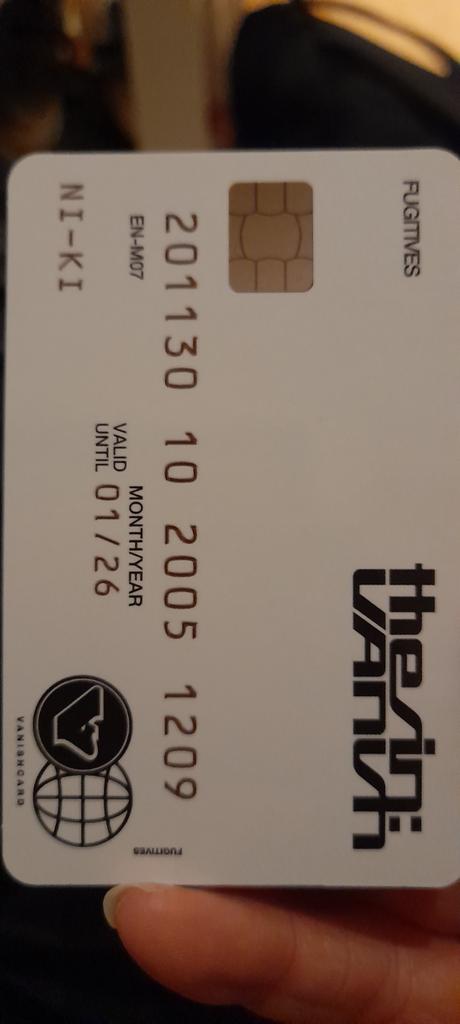 FUGITIVES
the sin:
VANISH
201130 10 2005 1209
EN-M07
MONTH/YEAR
VALID
UNTIL 01/26
NI-KI
FUGITIVES
VANISHCARD